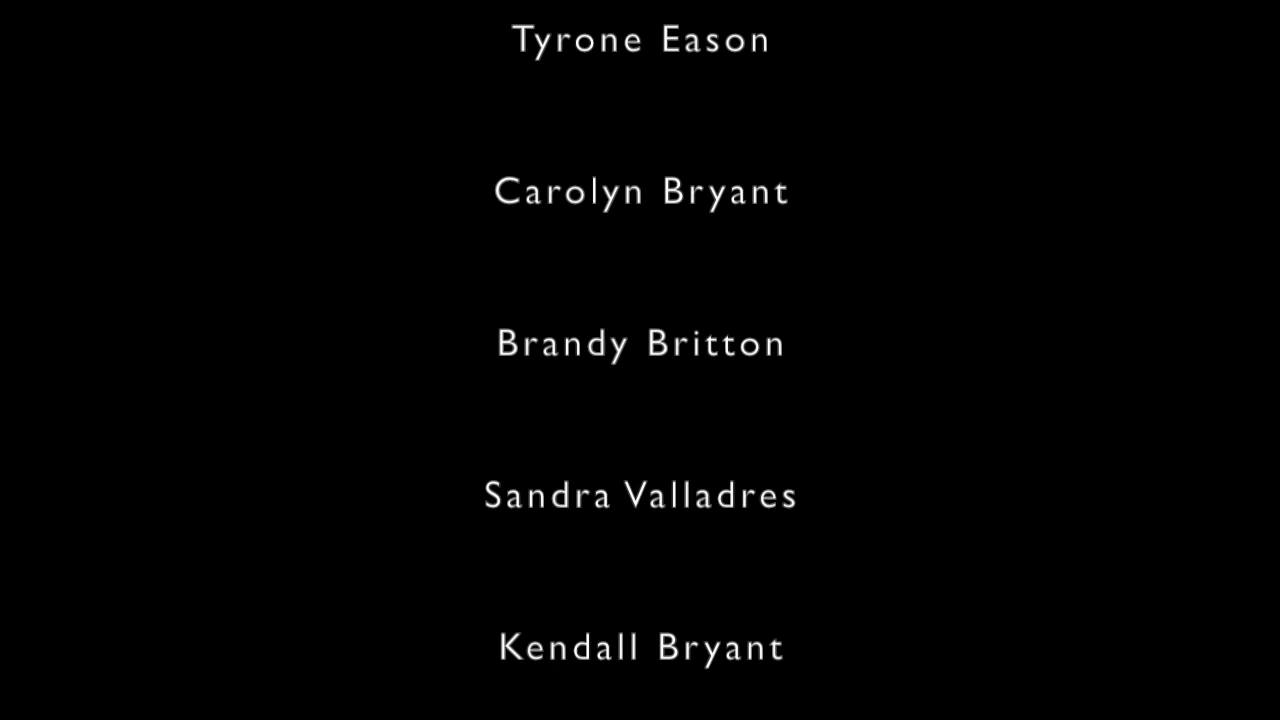 Tyrone Eason
Carolyn Bryant
Brandy Britton
Sandra Valladres
Kendall Bryant